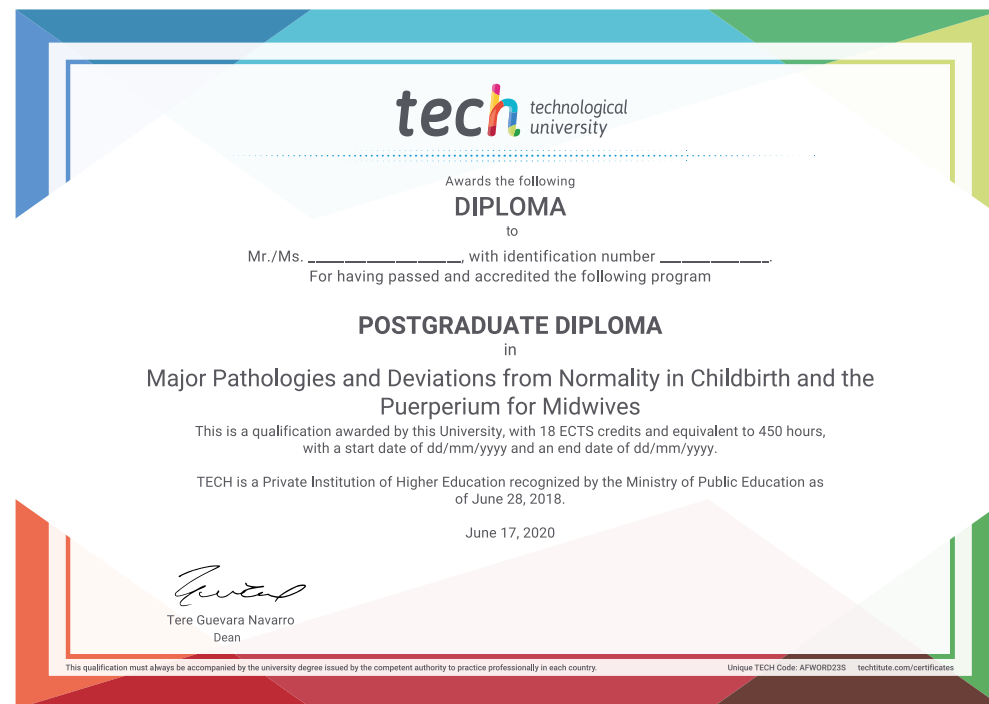 tech technological
university
Awards the following
DIPLOMA
to
Mr./Ms. ____________________, with identification number ______________.
For having passed and accredited the following program
POSTGRADUATE DIPLOMA
in
Major Pathologies and Deviations from Normality in Childbirth and the
Puerperium for Midwives
This is a qualification awarded by this University, with 18 ECTS credits and equivalent to 450 hours,
with a start date of dd/mm/yyyy and an end date of dd/mm/yyyy.
TECH is a Private Institution of Higher Education recognized by the Ministry of Public Education as
of June 28, 2018.
June 17, 2020
Tere Guevara Navarro
Dean
This qualification must always be accompanied by the university degree issued by the competent authority to practice professionally in each country.
Unique TECH Code: AFWORD23S techtitute.com/certificates